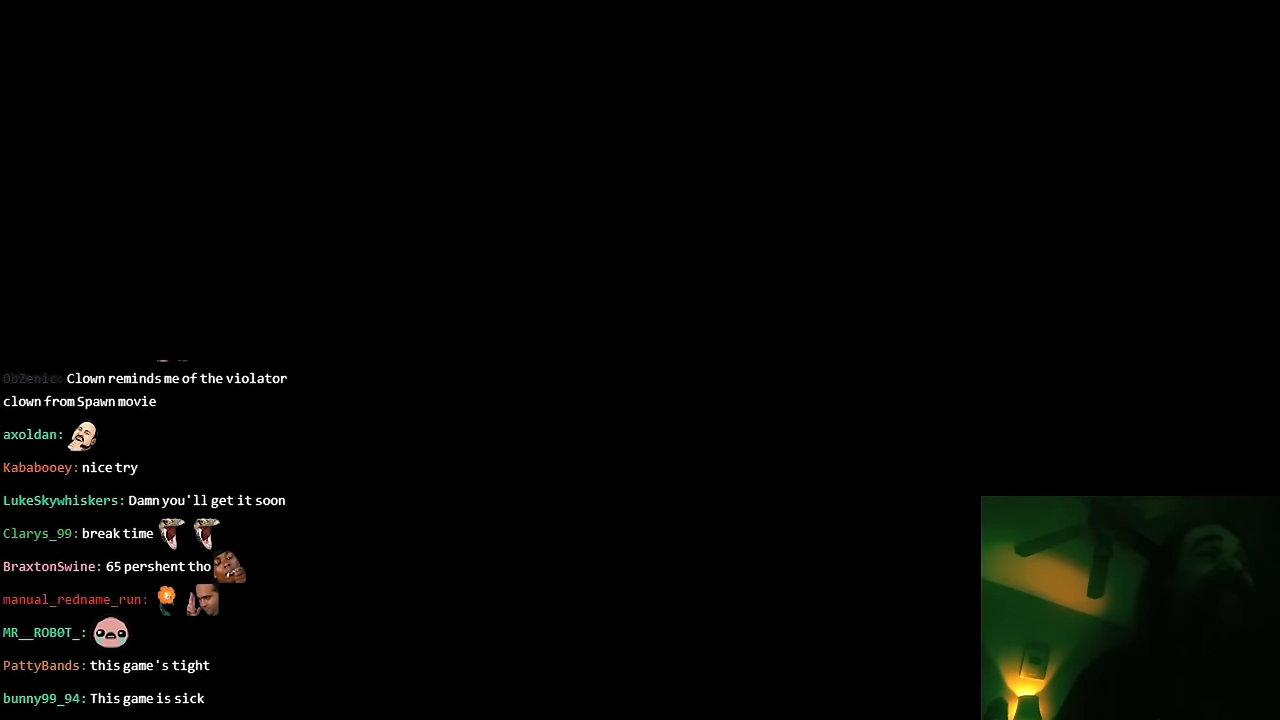 ObZenic: Clown reminds me of the violator
clown from Spawn movie
axoldan:
Kababooey: nice try
LukeSkywhiskers: Damn you'll get it soon
Clarys_99: break time
BraxtonSwine: 65 pershent tho
manual_redname_run:
MR__ROB0T_:
PattyBands: this game's tight
bunny99_94: This game is sick